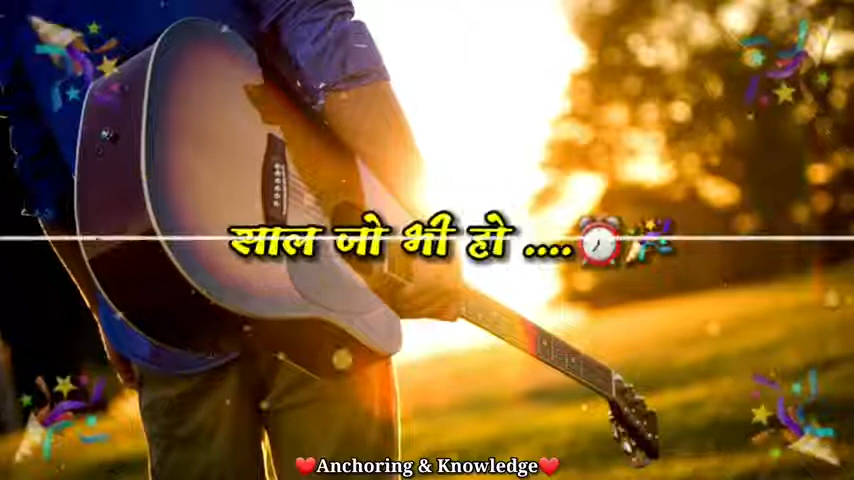 साल जो भी हो ....⏰🎉
❤️Anchoring & Knowledge❤️